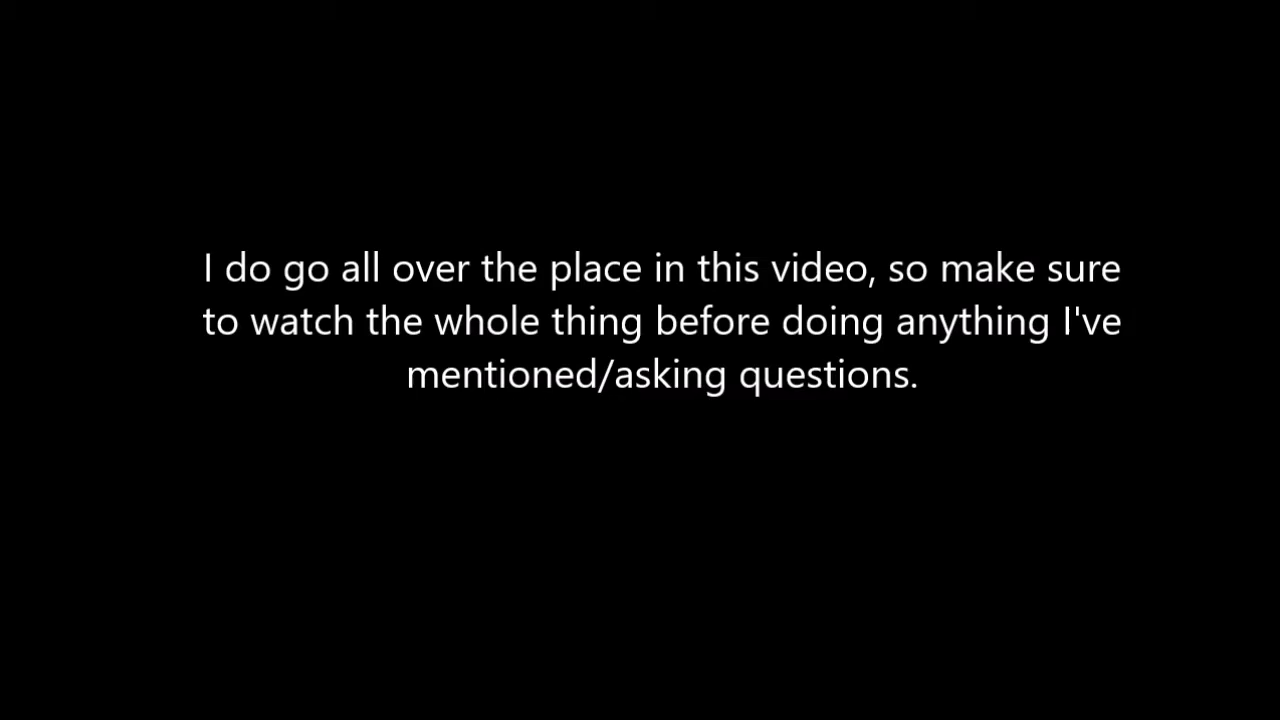 I do go all over the place in this video, so make sure
to watch the whole thing before doing anything I've
mentioned/asking questions.